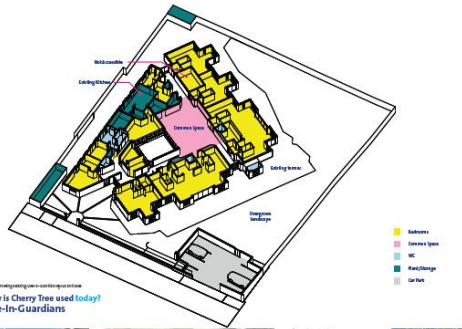 Not Accessible
Existing Kitchen
Common Space
Existing Terrace
Overgrown
landscape
Bedrooms
Common Space
WC
Plant/Storage
Car Park
is Cherry Tree used today?
-In-Guardians